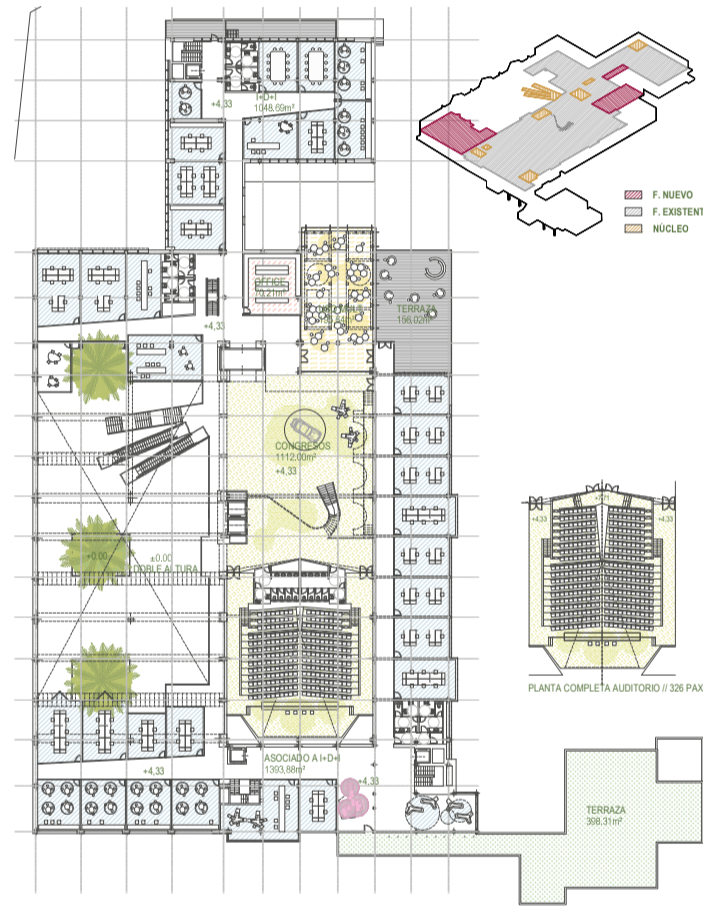 I+D+I
1048.69m²
+4,33
F. NUEVO
F. EXISTENT
NÚCLEO
OFFICE
TERRAZA
156,02m²
+4,33
CONGRESOS
1112,00m²
+4,33
+7,71
+4,33
+4,33
+0.00
±0.00
DOBLE ALTURA
PLANTA COMPLETA AUDITORIO // 326 PAX
ASOCIADO A I+D+I
1393,88m²
+4,33
+4,33
TERRAZA
398.31m²